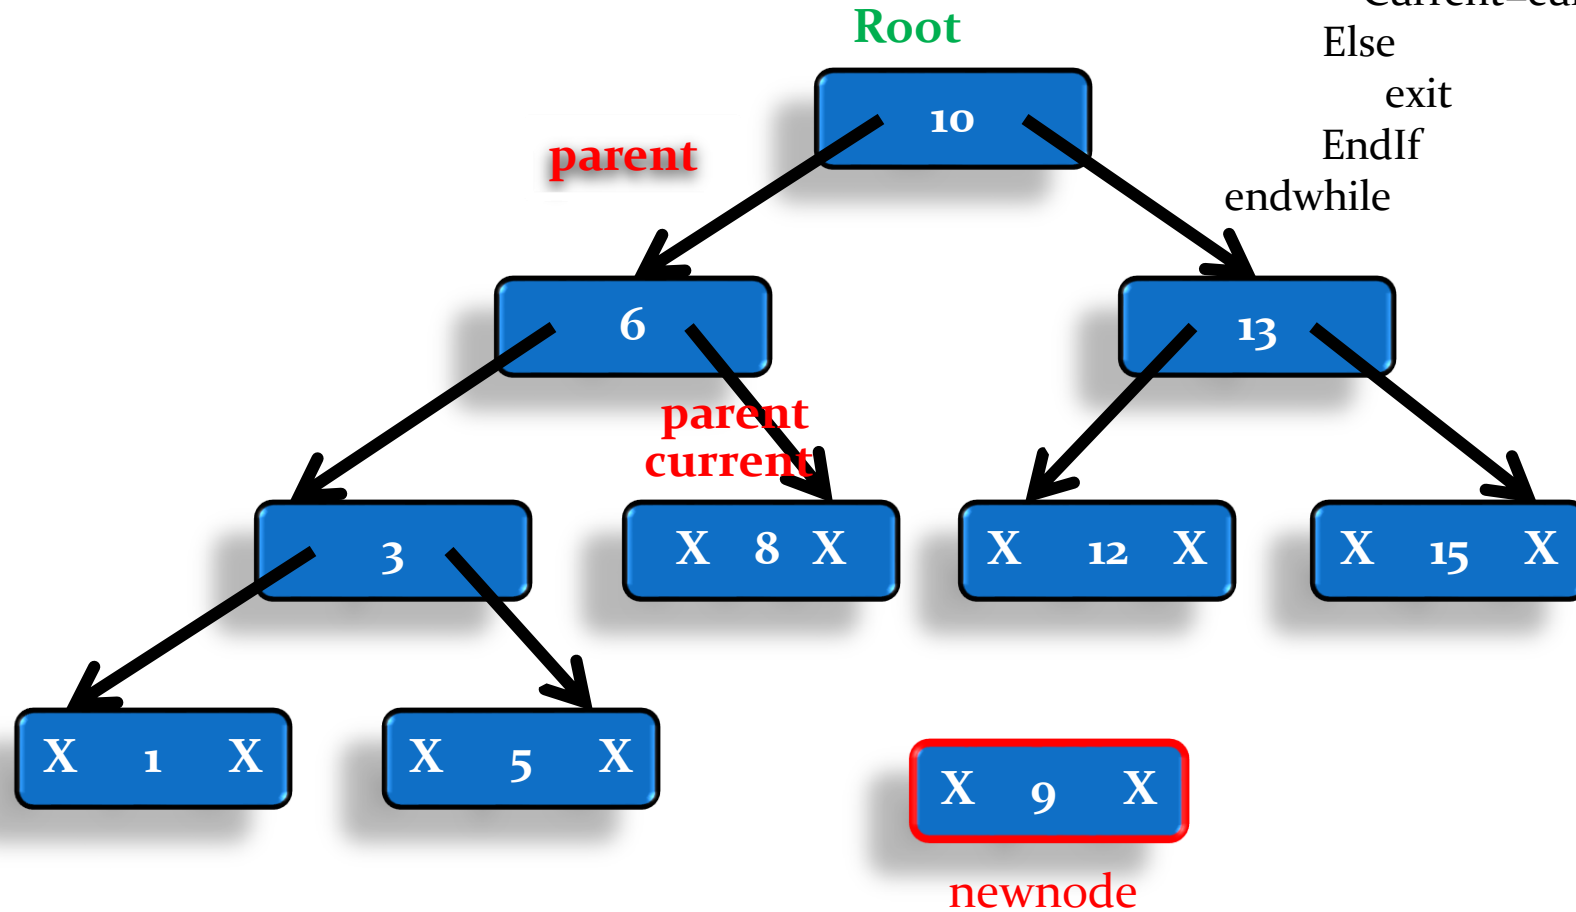 Root
Else
exit
10
EndIf
parent
endwhile
6
13
parent
current
3
X 8 X
X 12 X
X 15 X
X 1 X
X 5 X
X 9 X
newnode